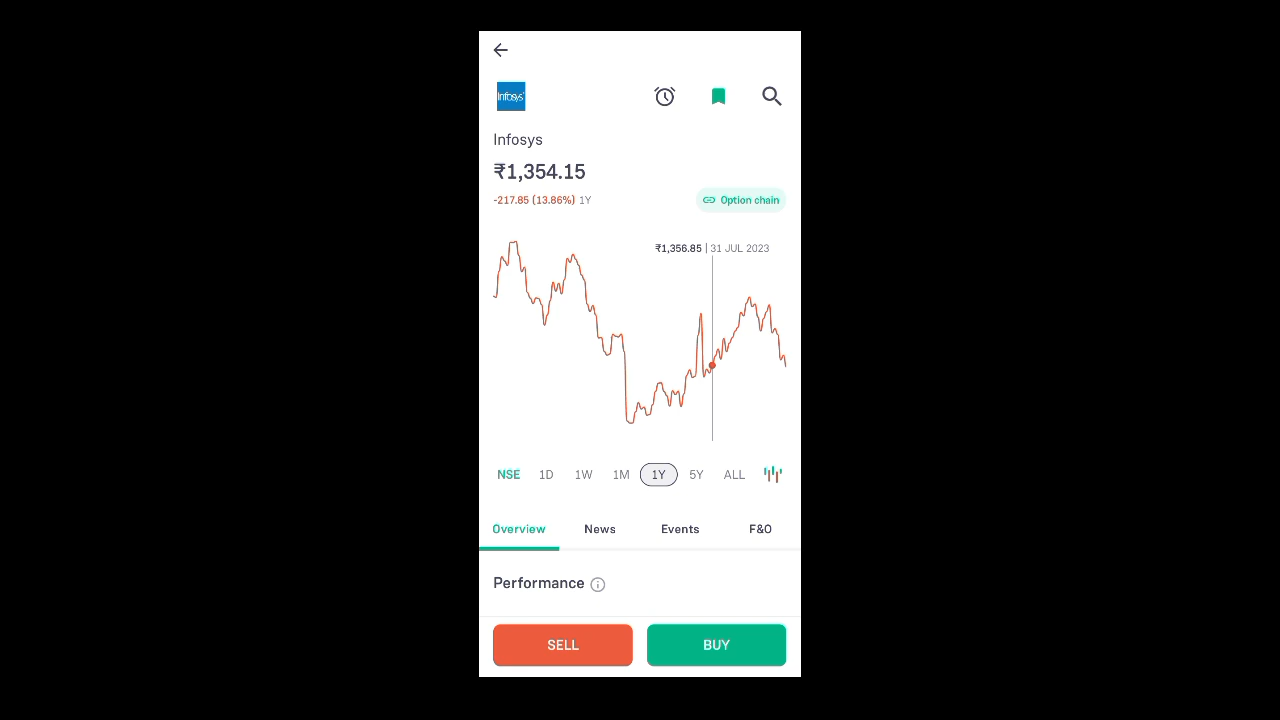 Infosys
Infosys
₹1,354.15
-217.85 (13.86%) 1Y
Option chain
₹1,356.85 | 31 JUL 2023
NSE 1D 1W 1M 1Y 5Y ALL
Overview News Events F&O
Performance
SELL BUY